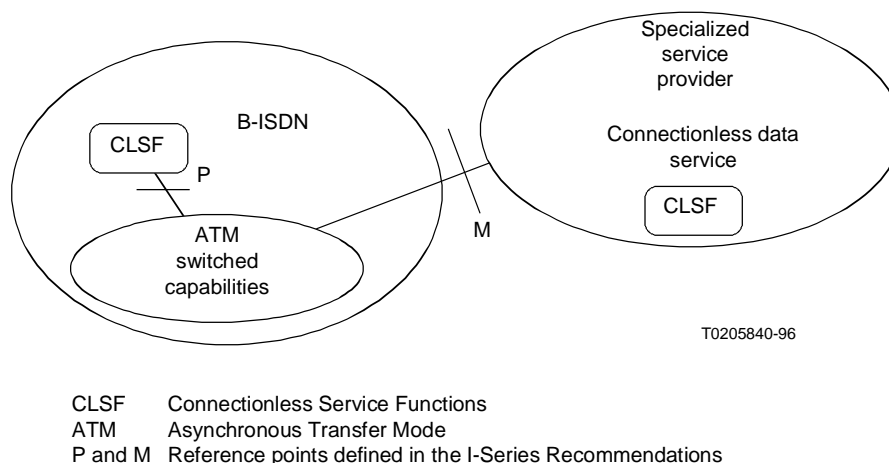 Specialized
service
provider
B-ISDN
CLSF
Connectionless data
service
P
CLSF
M
ATM
switched
capabilities
T0205840-96
CLSF Connectionless Service Functions
ATM Asynchronous Transfer Mode
P and M Reference points defined in the I-Series Recommendations